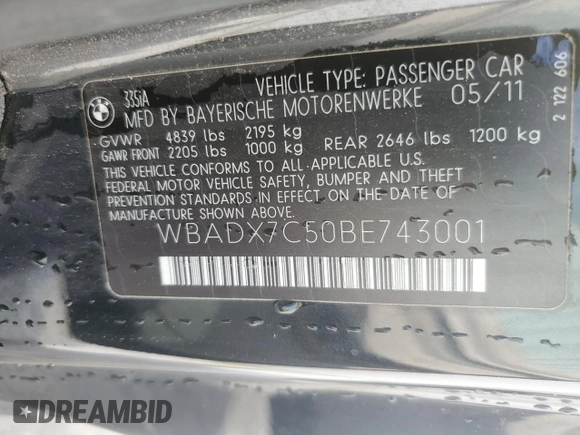 335iA VEHICLE TYPE: PASSENGER CAR
MFD BY BAYERISCHE MOTORENWERKE 05/11
GVWR 4839 lbs 2195 kg
GAWR FRONT 2205 lbs 1000 kg REAR 2646 lbs 1200 kg
THIS VEHICLE CONFORMS TO ALL APPLICABLE
FEDERAL MOTOR VEHICLE SAFETY, BUMPER AND THEFT
PREVENTION STANDARDS IN EFFECT ON THE DATE
OF MANUFACTURE SHOWN ABOVE.
WBADX7C50BE743001
2 122 606
DREAMBID